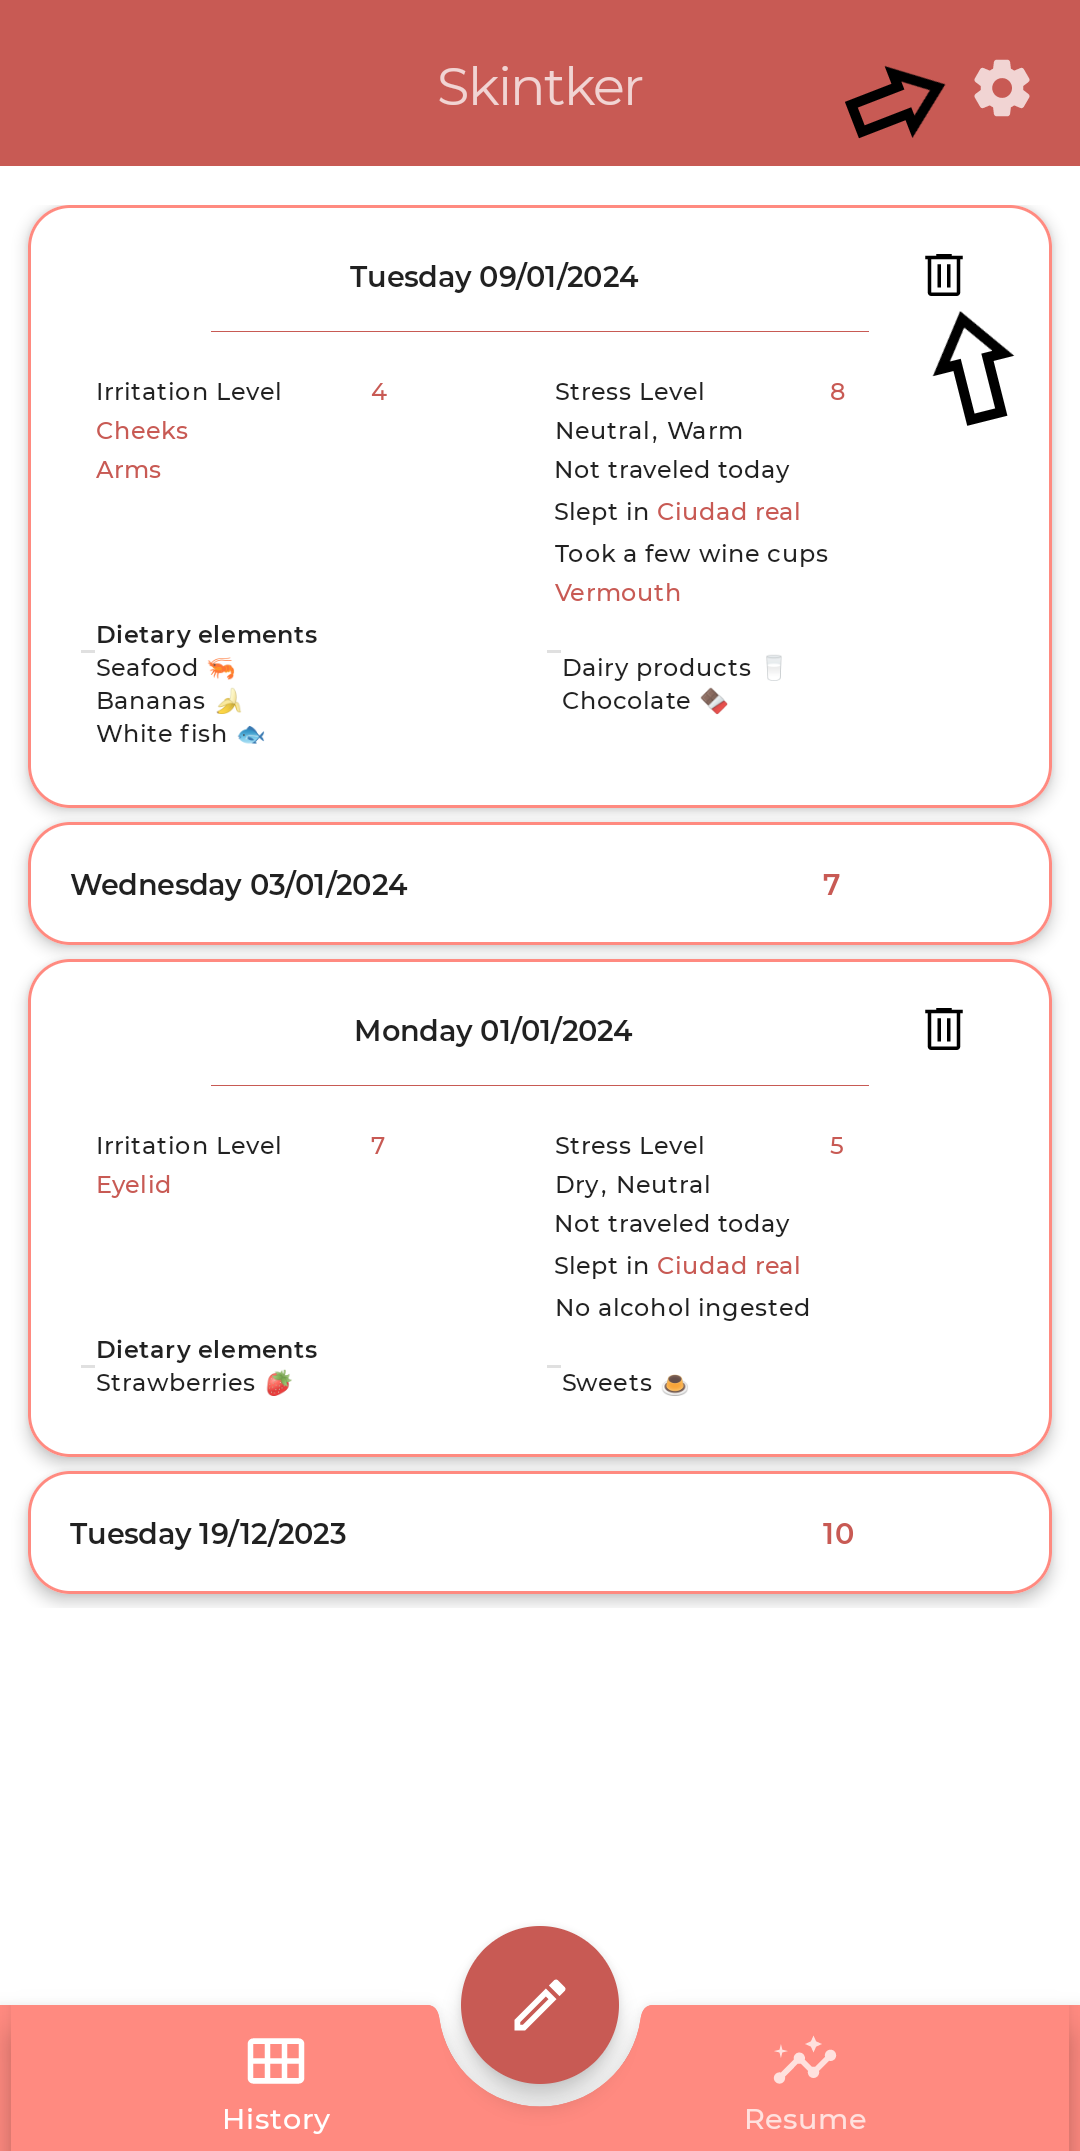 Skintker
Tuesday 09/01/2024
Irritation Level 4
Cheeks
Arms
Stress Level 8
Neutral, Warm
Not traveled today
Slept in Ciudad real
Took a few wine cups
Vermouth
Dietary elements
Seafood 🦐
Bananas 🍌
White fish 🐟
Dairy products 🥛
Chocolate 🍫
Wednesday 03/01/2024 7
Monday 01/01/2024
Irritation Level 7
Eyelid
Stress Level 5
Dry, Neutral
Not traveled today
Slept in Ciudad real
No alcohol ingested
Dietary elements
Strawberries 🍓
Sweets 🍮
Tuesday 19/12/2023 10
History
Resume